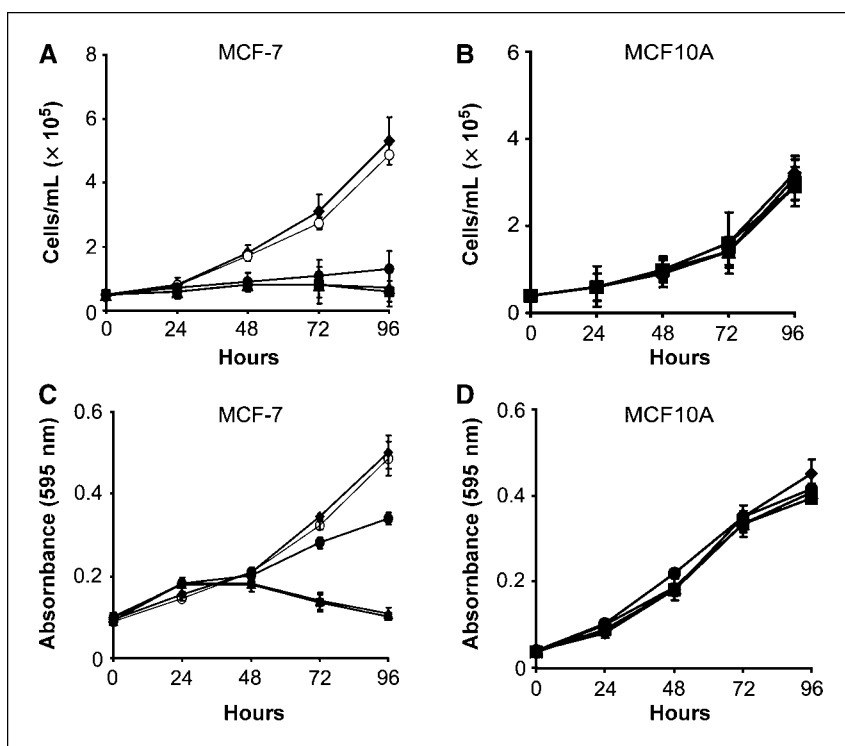 A
MCF-7
Cells/mL (× 10⁵)
8
6
4
2
0
0 24 48 72 96
Hours
B
MCF10A
Cells/mL (× 10⁵)
6
4
2
0
0 24 48 72 96
Hours
C
MCF-7
Absornbance (595 nm)
0.6
0.4
0.2
0
0 24 48 72 96
Hours
D
MCF10A
Absornbance (595 nm)
0.6
0.4
0.2
0
0 24 48 72 96
Hours